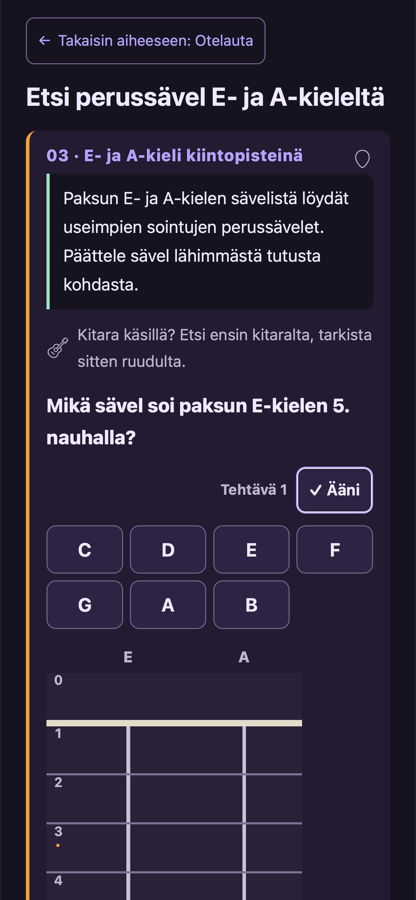 ← Takaisin aiheeseen: Otelauta
Etsi perussävel E- ja A-kieleltä
03 · E- ja A-kieli kiintopisteinä
Paksun E- ja A-kielen sävelistä löydät
useimpien sointujen perussävelet.
Päättele sävel lähimmästä tutusta
kohdasta.
Kitara käsillä? Etsi ensin kitaralta, tarkista
sitten ruudulta.
Mikä sävel soi paksun E-kielen 5.
nauhalla?
Tehtävä 1 ✓ Ääni
C D E F
G A B
E A
0
1
2
3
4